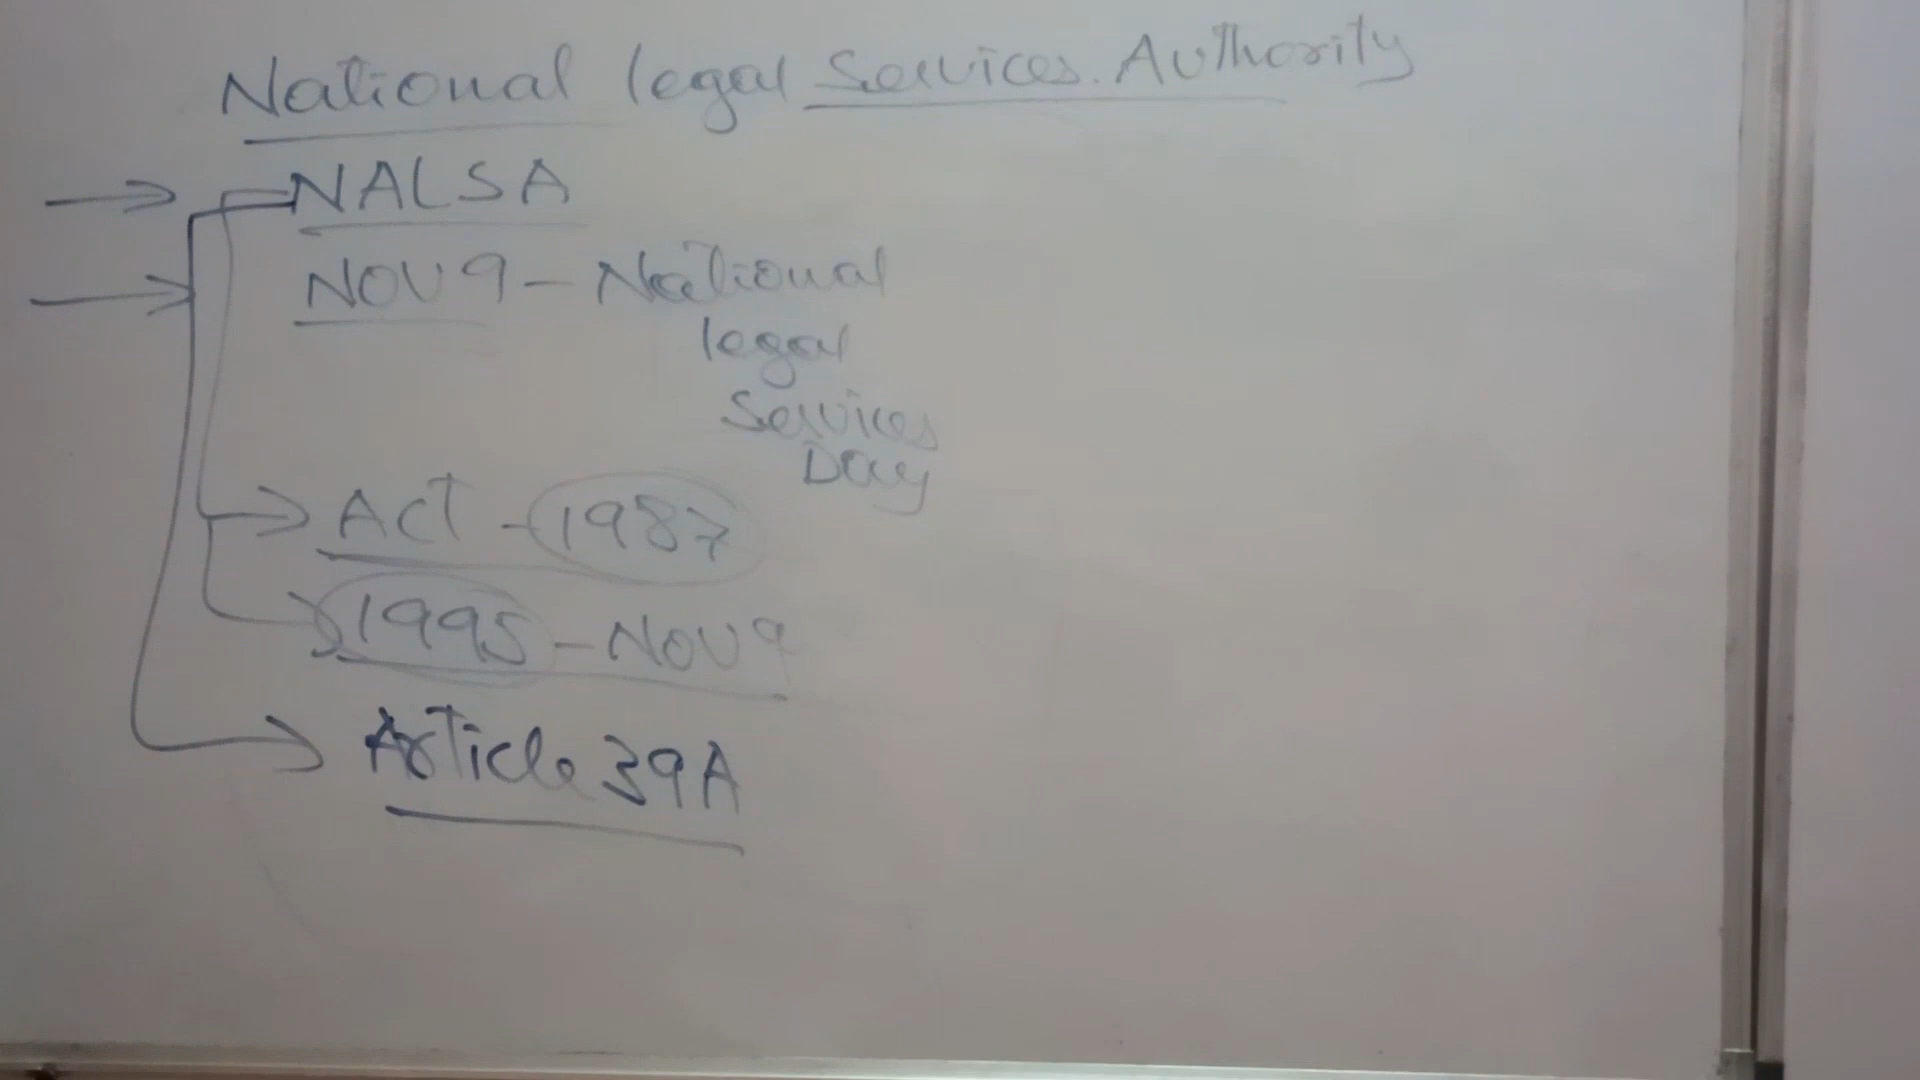 National legal Services. Authority
NALSA
NOV 9 - National
legal
Services
Day
ACT - 1987
1995 - NOV 9
Article 39A